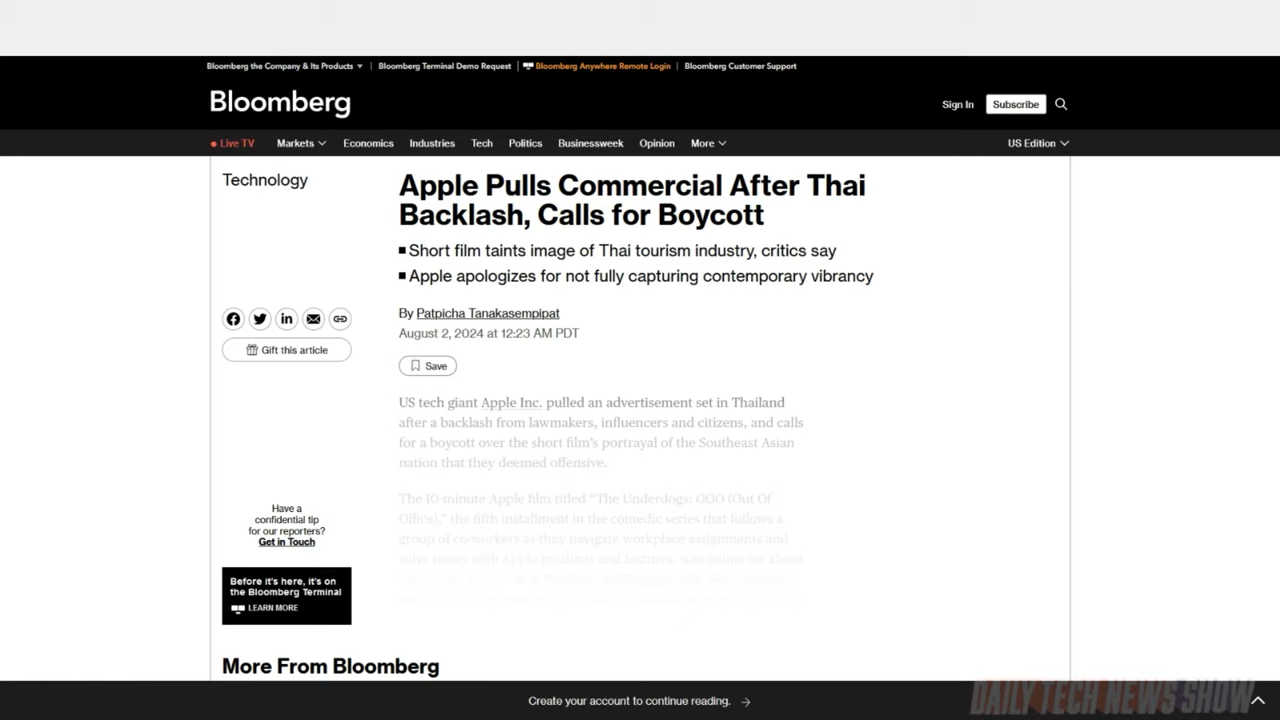 Bloomberg the Company & Its Products
Bloomberg Terminal Demo Request
Bloomberg Anywhere Remote Login
Bloomberg Customer Support
Bloomberg
Sign In
Subscribe
Live TV
Markets
Economics
Industries
Tech
Politics
Businessweek
Opinion
More
US Edition
Technology
Apple Pulls Commercial After Thai
Backlash, Calls for Boycott
Short film taints image of Thai tourism industry, critics say
Apple apologizes for not fully capturing contemporary vibrancy
By Patpicha Tanakasempipat
August 2, 2024 at 12:23 AM PDT
Gift this article
Save
US tech giant Apple Inc. pulled an advertisement set in Thailand
after a backlash from lawmakers, influencers and citizens, and calls
for a boycott over the short film's portrayal of the Southeast Asian
nation that they deemed offensive.
The 10-minute Apple film titled “The Underdogs: OOO (Out Of
Office),” the fifth installment in the comedic series that follows a
group of co-workers as they navigate workplace assignments and
solve issues with Apple products and features, was online
Have a
confidential tip
for our reporters?
Get in Touch
Before it's here, it's on
the Bloomberg Terminal
LEARN MORE
More From Bloomberg
Create your account to continue reading.
DAILY TECH NEWS SHOW